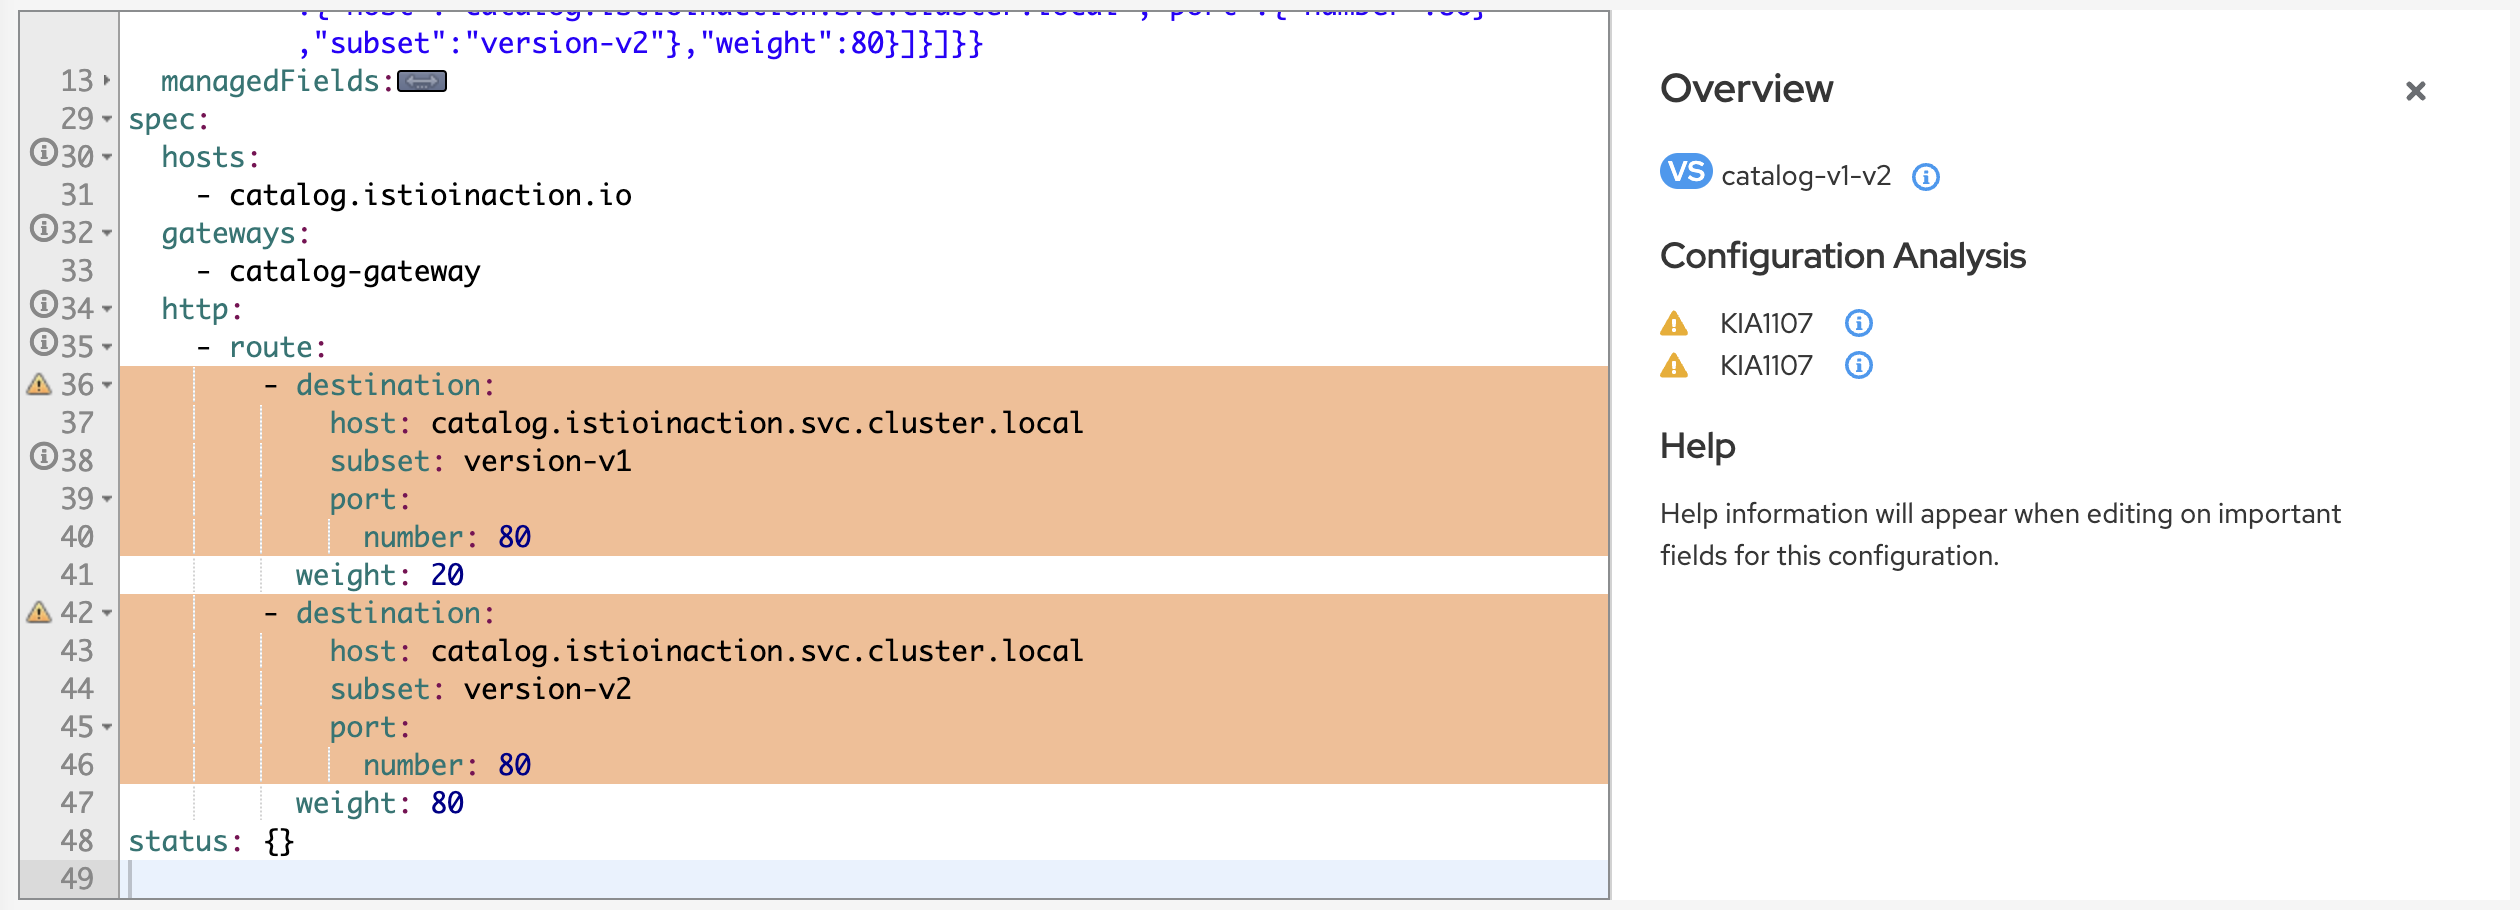 ,"subset":"version-v2"},"weight":80}]}]}}
13 managedFields:
29 spec:
30 hosts:
31 - catalog.istioinaction.io
32 gateways:
33 - catalog-gateway
34 http:
35 - route:
36 - destination:
37 host: catalog.istioinaction.svc.cluster.local
38 subset: version-v1
39 port:
40 number: 80
41 weight: 20
42 - destination:
43 host: catalog.istioinaction.svc.cluster.local
44 subset: version-v2
45 port:
46 number: 80
47 weight: 80
48 status: {}
49
Overview
VS catalog-v1-v2
Configuration Analysis
KIA1107
KIA1107
Help
Help information will appear when editing on important
fields for this configuration.